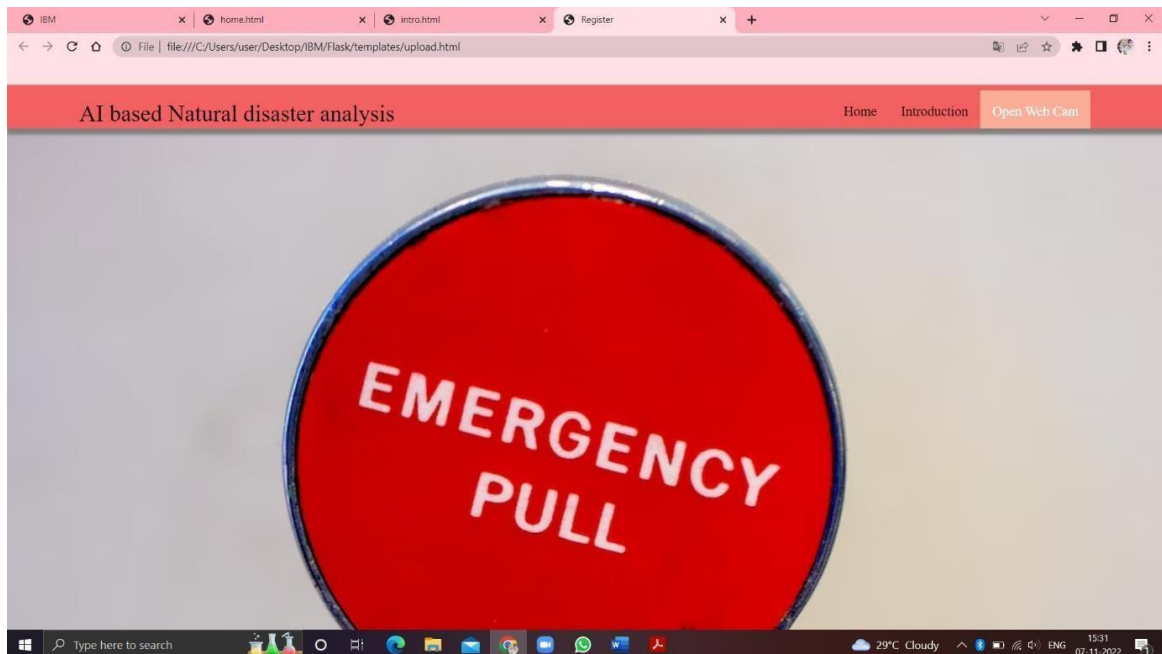 IBM
home.html
intro.html
Register
File | file:///C:/Users/user/Desktop/IBM/Flask/templates/upload.html
AI based Natural disaster analysis
Home Introduction Open Web Cam
EMERGENCY
PULL
Type here to search
29°C Cloudy
ENG
15:31
07-11-2022
1